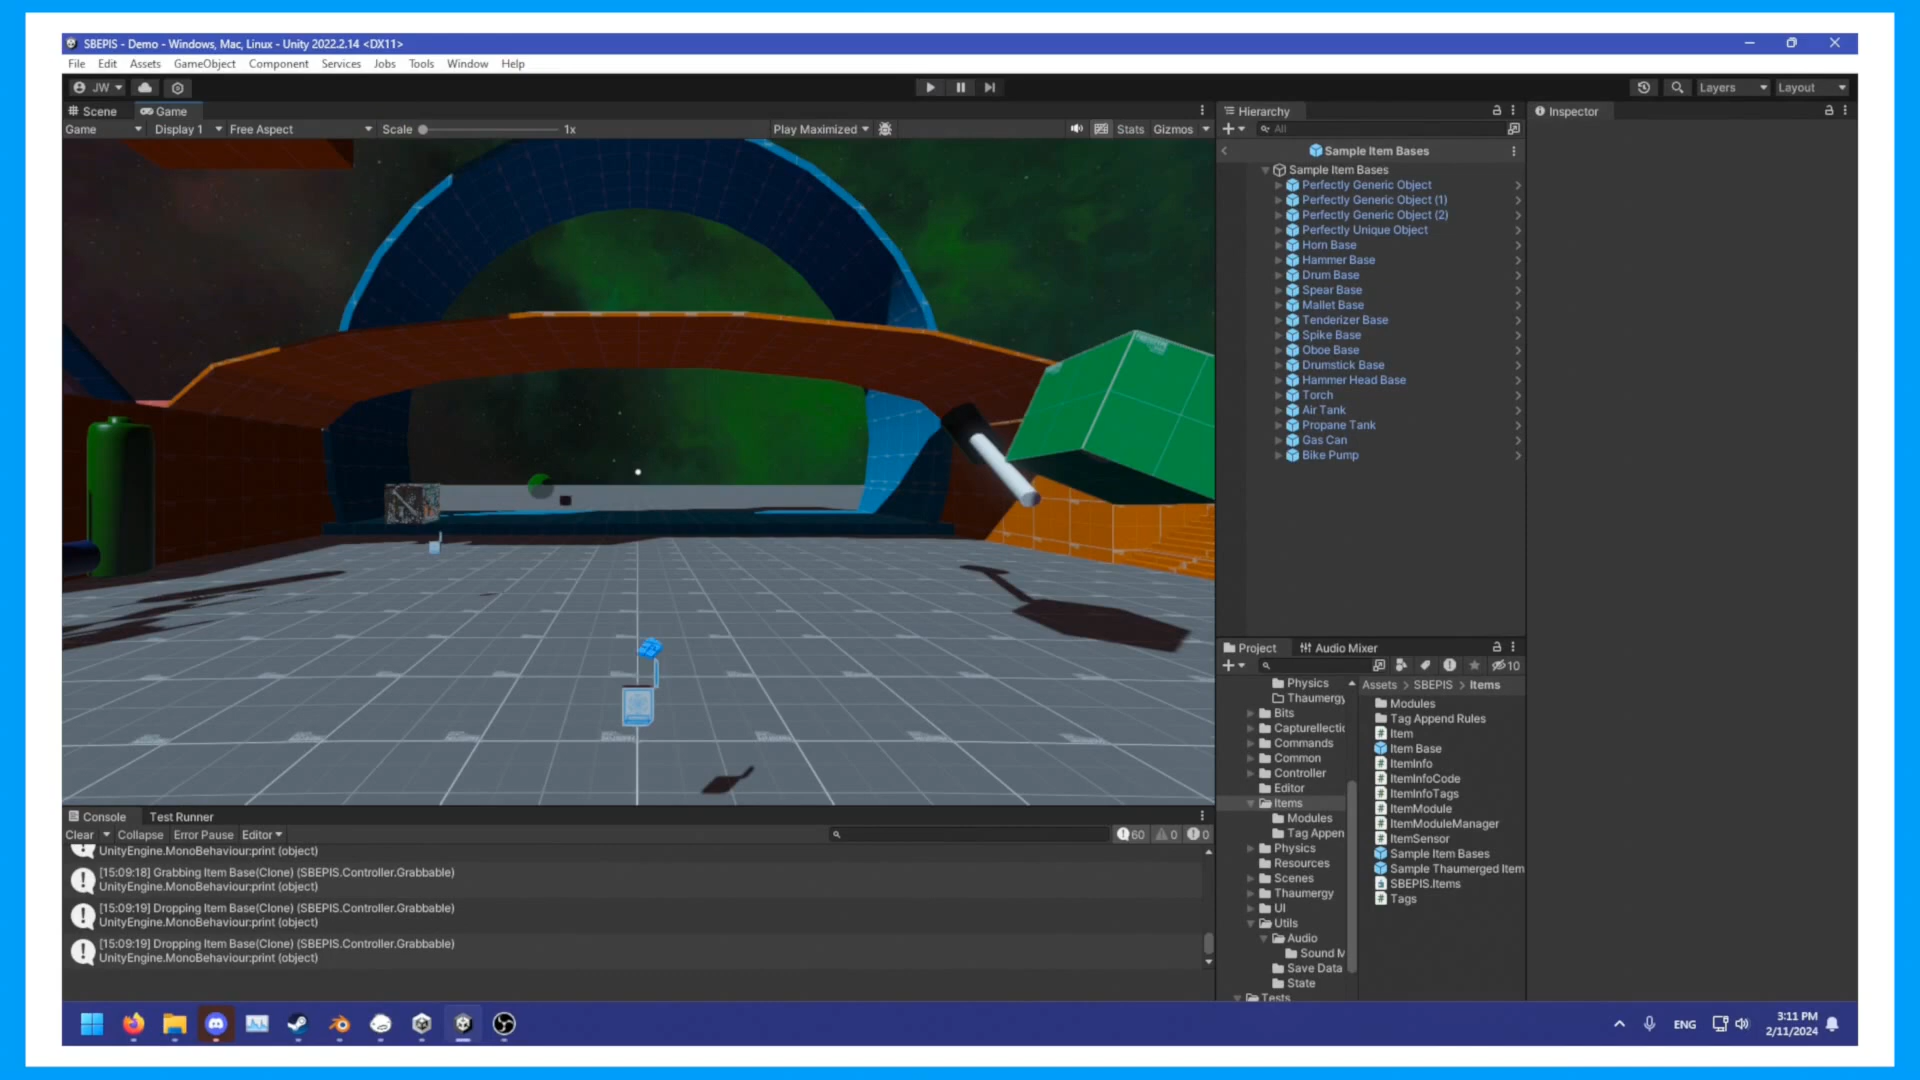 SBEPIS - Demo - Windows, Mac, Linux - Unity 2022.2.14 <DX11>
File Edit Assets GameObject Component Services Jobs Tools Window Help
JW Layers Layout
Scene Game
Game Display 1 Free Aspect Scale 1x Play Maximized Stats Gizmos
Hierarchy
All
Sample Item Bases
Sample Item Bases
Perfectly Generic Object
Perfectly Generic Object (1)
Perfectly Generic Object (2)
Perfectly Unique Object
Horn Base
Hammer Base
Drum Base
Spear Base
Mallet Base
Tenderizer Base
Spike Base
Oboe Base
Drumstick Base
Hammer Head Base
Torch
Air Tank
Propane Tank
Gas Can
Bike Pump
Inspector
Project Audio Mixer
10
Physics
Thaumergy
Bits
Capturellectic
Commands
Common
Controller
Editor
Items
Modules
Tag Appen
Physics
Resources
Scenes
Thaumergy
UI
Utils
Audio
Sound M
Save Data
State
Tests
Assets > SBEPIS > Items
Modules
Tag Append Rules
Item
Item Base
ItemInfo
ItemInfoCode
ItemInfoTags
ItemModule
ItemModuleManager
ItemSensor
Sample Item Bases
Sample Thaumerged Item
SBEPIS.Items
Tags
Console Test Runner
Clear Collapse Error Pause Editor 60 0 0
UnityEngine.MonoBehaviour:print (object)
[15:09:18] Grabbing Item Base(Clone) (SBEPIS.Controller.Grabbable)
UnityEngine.MonoBehaviour:print (object)
[15:09:19] Dropping Item Base(Clone) (SBEPIS.Controller.Grabbable)
UnityEngine.MonoBehaviour:print (object)
[15:09:19] Dropping Item Base(Clone) (SBEPIS.Controller.Grabbable)
UnityEngine.MonoBehaviour:print (object)
ENG
3:11 PM
2/11/2024